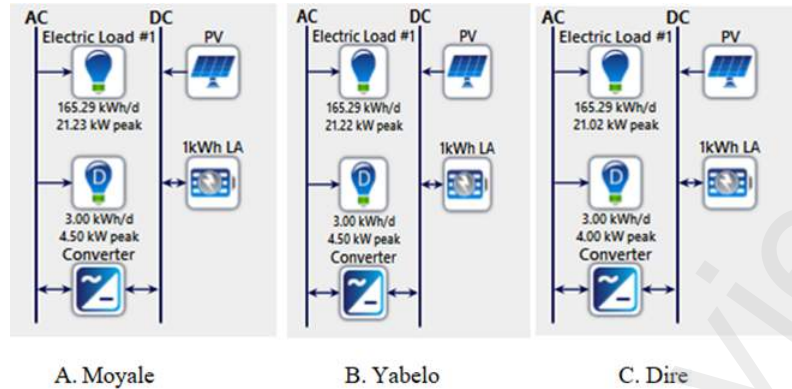 AC DC
Electric Load #1 PV
165.29 kWh/d
21.23 kW peak
1kWh LA
D
3.00 kWh/d
4.50 kW peak
Converter
A. Moyale
AC DC
Electric Load #1 PV
165.29 kWh/d
21.22 kW peak
1kWh LA
D
3.00 kWh/d
4.50 kW peak
Converter
B. Yabelo
AC DC
Electric Load #1 PV
165.29 kWh/d
21.02 kW peak
1kWh LA
D
3.00 kWh/d
4.00 kW peak
Converter
C. Dire
vie